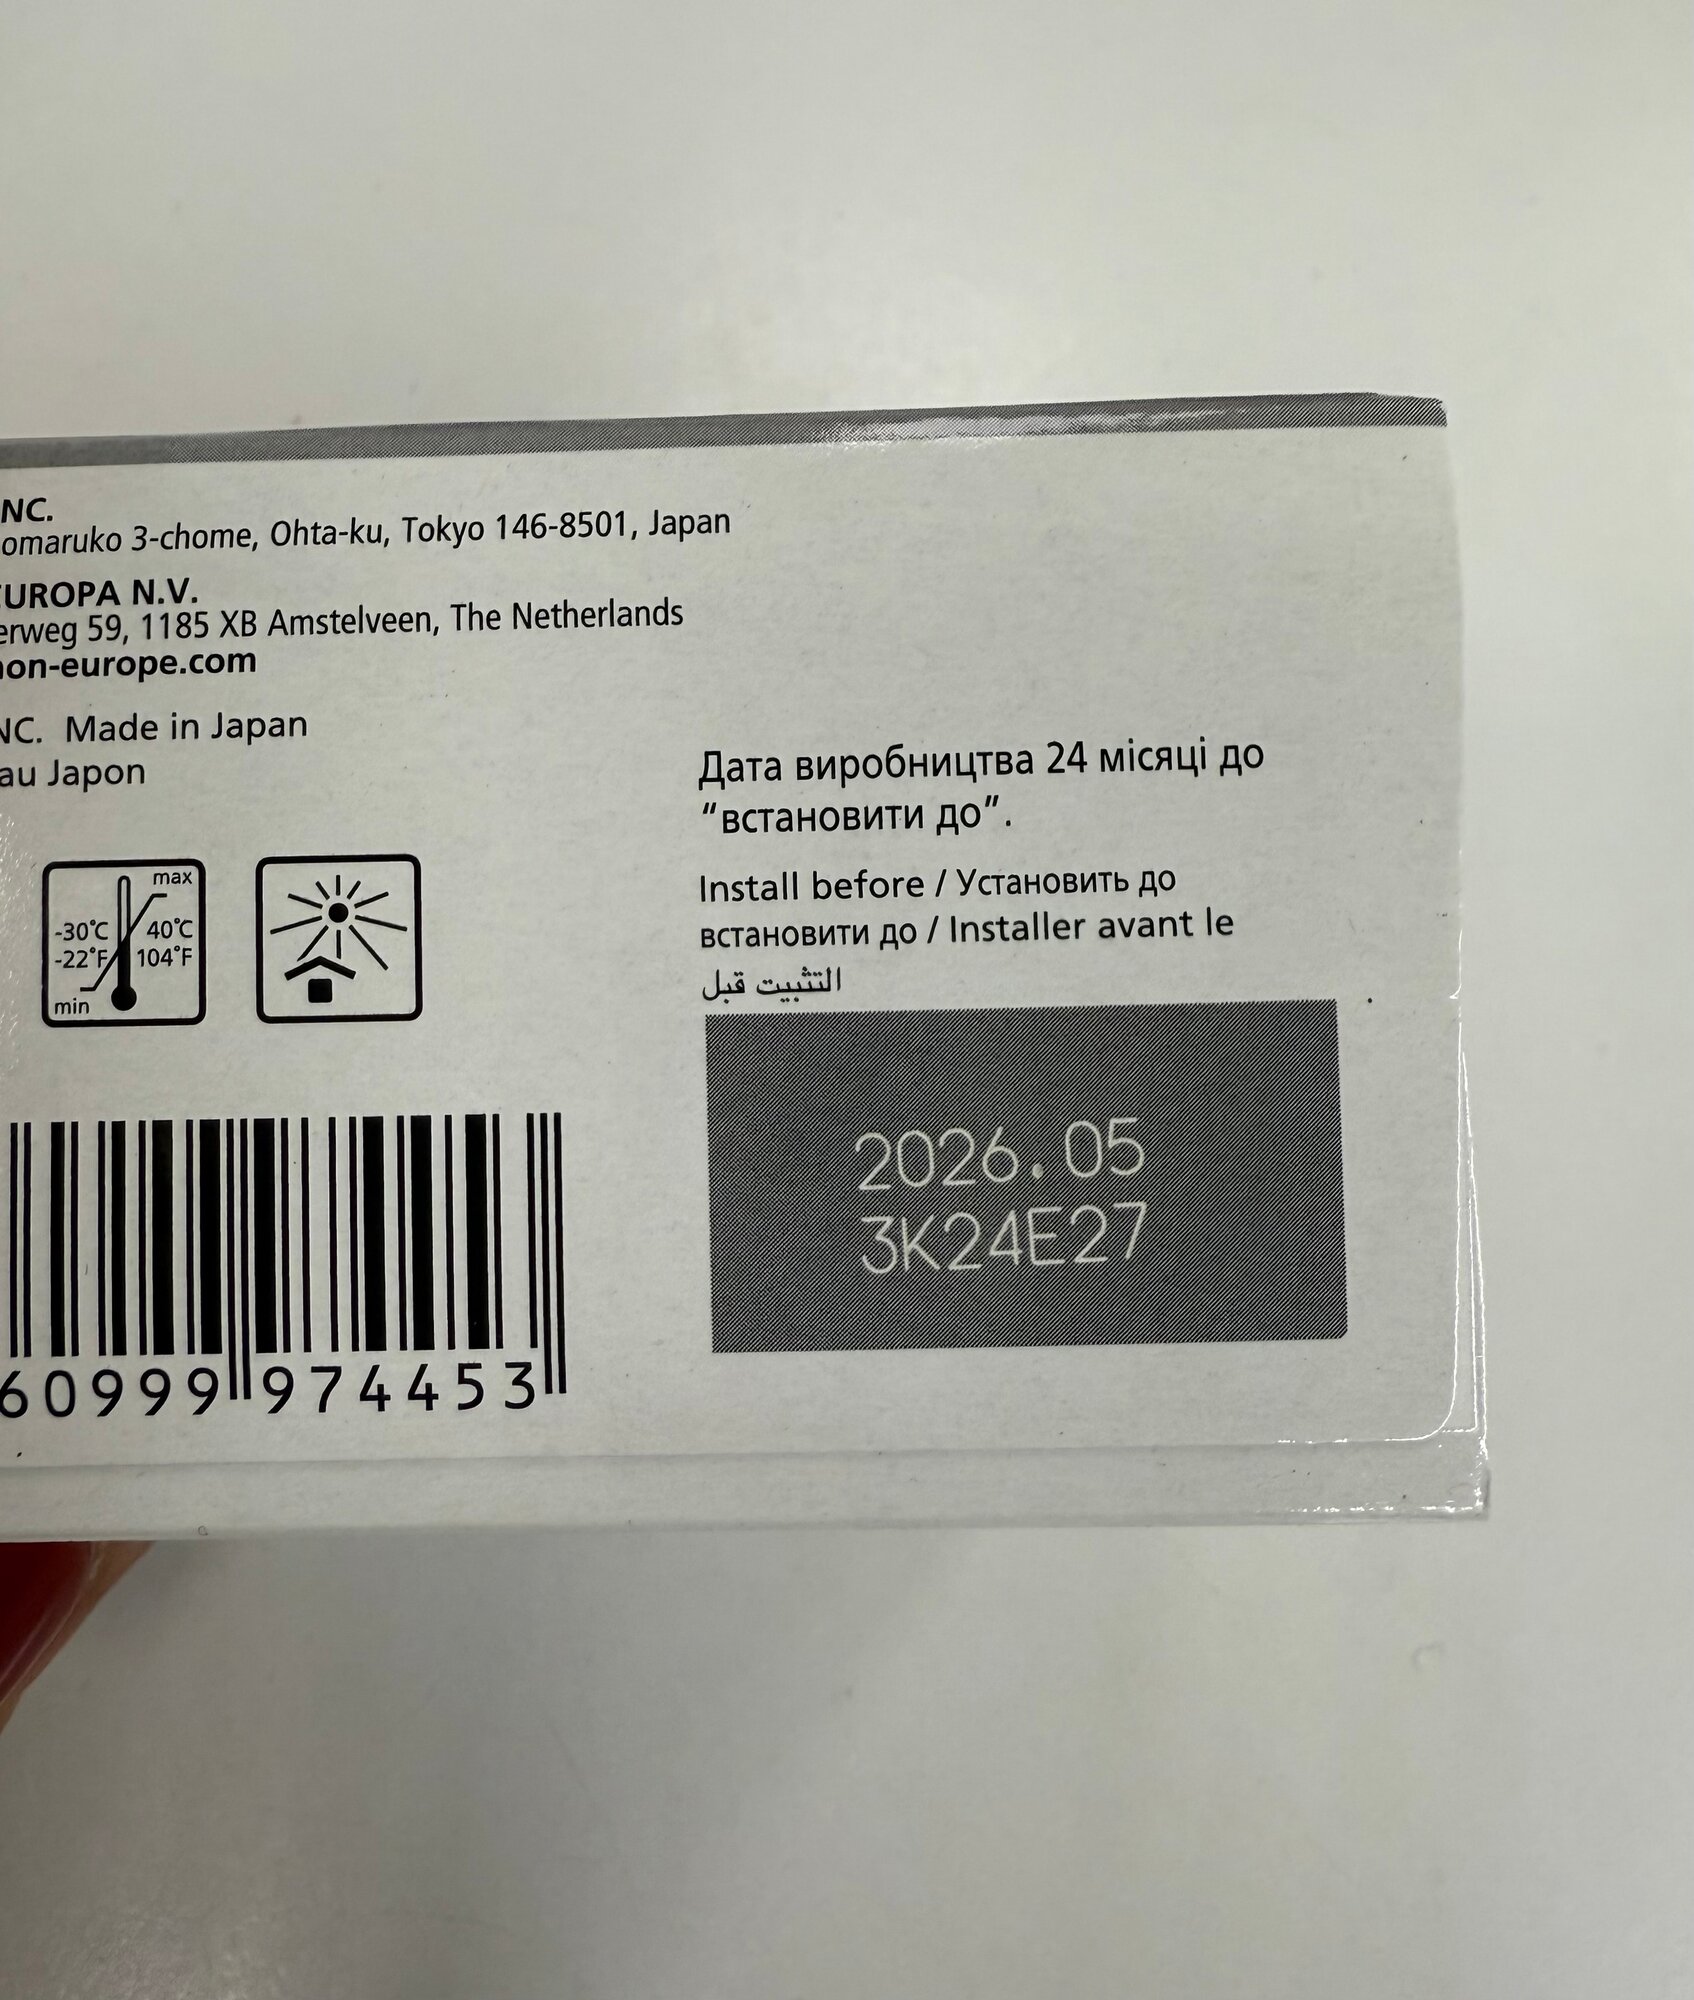 NC.
omaruko 3-chome, Ohta-ku, Tokyo 146-8501, Japan
EUROPA N.V.
erweg 59, 1185 XB Amstelveen, The Netherlands
non-europe.com
NC. Made in Japan
au Japon
Дата виробництва 24 місяці до
“встановити до”.
Install before / Установить до
встановити до / Installer avant le
التثبيت قبل
max
-30°C 40°C
-22°F 104°F
min
2026.05
3K24E27
60999 974453